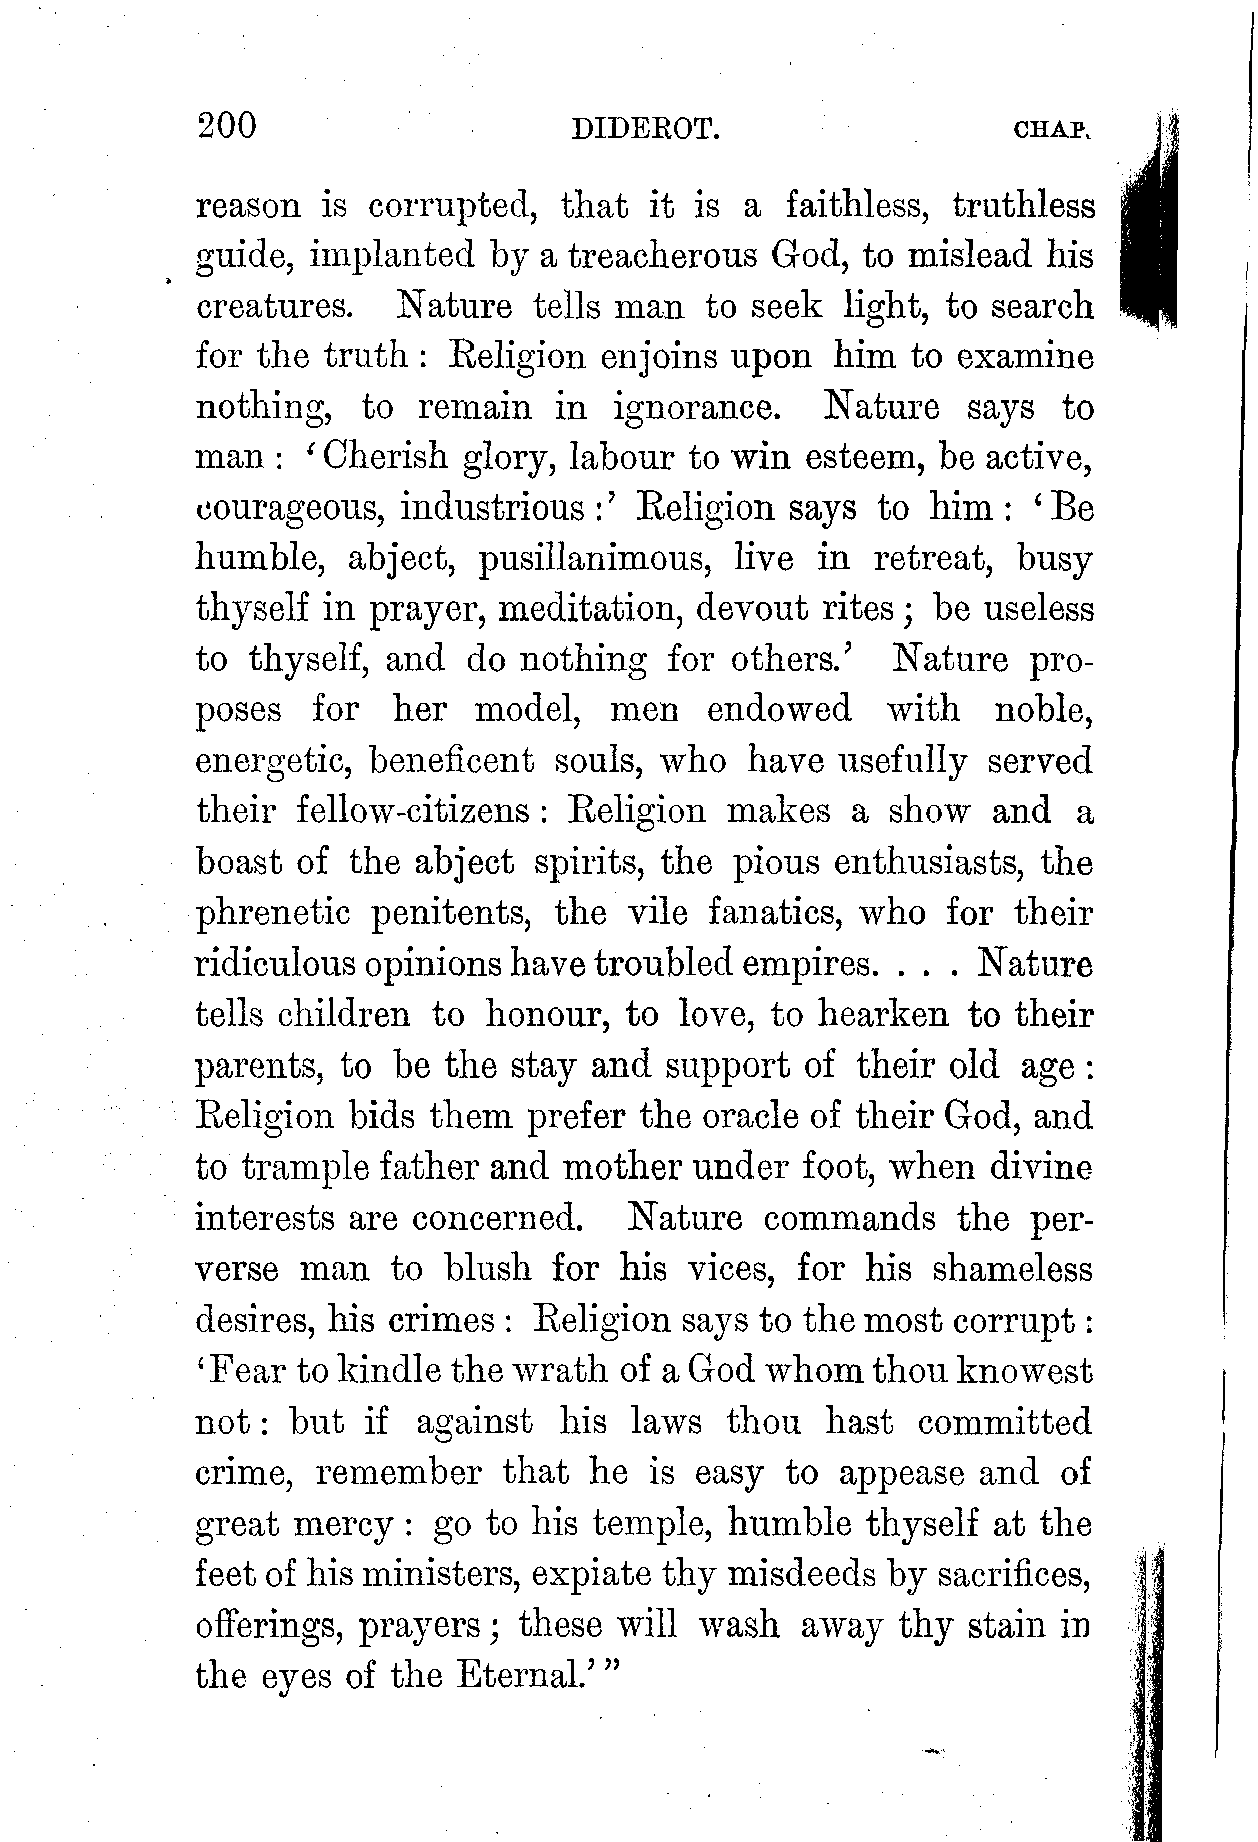 200 DIDEROT. CHAP.
reason is corrupted, that it is a faithless, truthless
guide, implanted by a treacherous God, to mislead his
creatures. Nature tells man to seek light, to search
for the truth : Religion enjoins upon him to examine
nothing, to remain in ignorance. Nature says to
man : ‘ Cherish glory, labour to win esteem, be active,
courageous, industrious :’ Religion says to him : ‘ Be
humble, abject, pusillanimous, live in retreat, busy
thyself in prayer, meditation, devout rites ; be useless
to thyself, and do nothing for others.’ Nature pro-
poses for her model, men endowed with noble,
energetic, beneficent souls, who have usefully served
their fellow-citizens : Religion makes a show and a
boast of the abject spirits, the pious enthusiasts, the
phrenetic penitents, the vile fanatics, who for their
ridiculous opinions have troubled empires. . . . Nature
tells children to honour, to love, to hearken to their
parents, to be the stay and support of their old age :
Religion bids them prefer the oracle of their God, and
to trample father and mother under foot, when divine
interests are concerned. Nature commands the per-
verse man to blush for his vices, for his shameless
desires, his crimes : Religion says to the most corrupt :
‘Fear to kindle the wrath of a God whom thou knowest
not : but if against his laws thou hast committed
crime, remember that he is easy to appease and of
great mercy : go to his temple, humble thyself at the
feet of his ministers, expiate thy misdeeds by sacrifices,
offerings, prayers ; these will wash away thy stain in
the eyes of the Eternal.’ ”